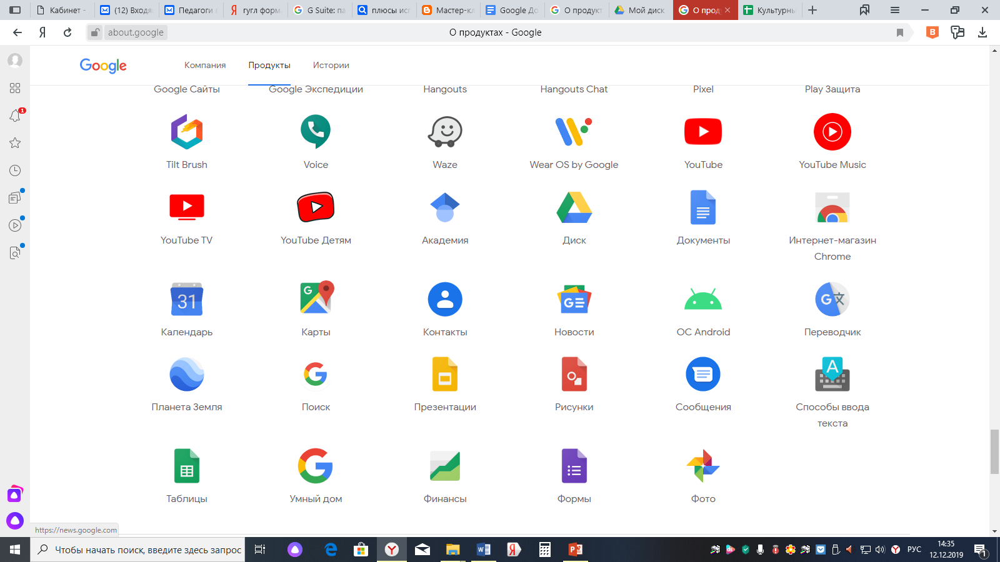 Кабинет -
(12) Входя
Педагоги
гугл форм
G Suite: па
плюсы исп
Мастер-кл
Google До
О продукт
Мой диск
О прод
Культурны
Я
about.google
О продуктах - Google
B
1
Google
Компания
Продукты
Истории
Google Сайты
Google Экспедиции
Hangouts
Hangouts Chat
Pixel
Play Защита
Tilt Brush
Voice
Waze
Wear OS by Google
YouTube
YouTube Music
YouTube TV
YouTube Детям
Академия
Диск
Документы
Интернет-магазин
Chrome
31
G
Календарь
Карты
Контакты
Новости
ОС Android
Переводчик
Планета Земля
Поиск
Презентации
Рисунки
Сообщения
Способы ввода
текста
Таблицы
Умный дом
Финансы
Формы
Фото
https://news.google.com
Чтобы начать поиск, введите здесь запрос
РУС
14:35
12.12.2019
1